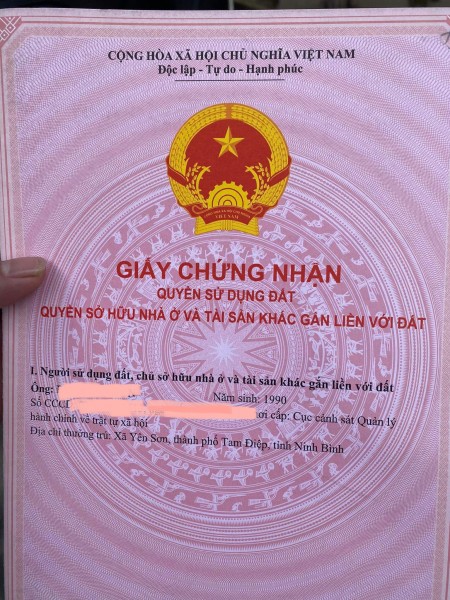 CỘNG HÒA XÃ HỘI CHỦ NGHĨA VIỆT NAM
Độc lập - Tự do - Hạnh phúc
VIỆT NAM
GIẤY CHỨNG NHẬN
QUYỀN SỬ DỤNG ĐẤT
QUYỀN SỞ HỮU NHÀ Ở VÀ TÀI SẢN KHÁC GẮN LIỀN VỚI ĐẤT
I. Người sử dụng đất, chủ sở hữu nhà ở và tài sản khác gắn liền với đất
Ông: Năm sinh: 1990
Số CCCD ơi cấp: Cục cảnh sát Quản lý
hành chính về trật tự xã hội
Địa chỉ thường trú: Xã Yên Sơn, thành phố Tam Điệp, tỉnh Ninh Bình